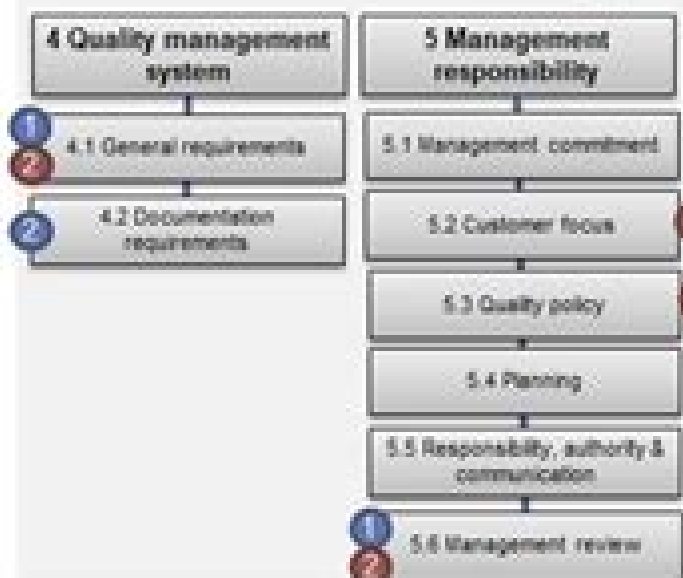 4 Quality management
system
1
2
4.1 General requirements
2
4.2 Documentation
requirements
5 Management
responsibility
5.1 Management commitment
5.2 Customer focus
5.3 Quality policy
5.4 Planning
5.5 Responsibility, authority &
communication
1
2
5.6 Management review